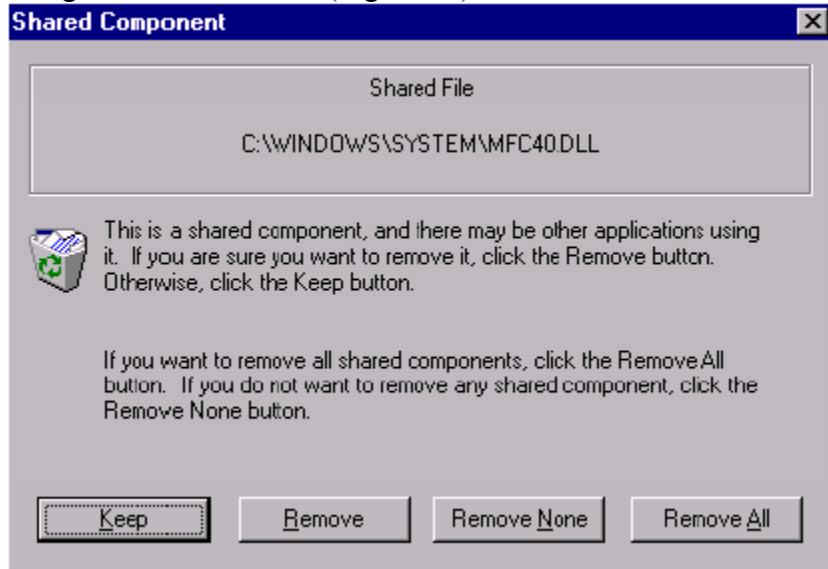 Shared Component
Shared File
C:\WINDOWS\SYSTEM\MFC40.DLL
This is a shared component, and there may be other applications using
it. If you are sure you want to remove it, click the Remove button.
Otherwise, click the Keep button.
If you want to remove all shared components, click the Remove All
button. If you do not want to remove any shared component, click the
Remove None button.
Keep Remove Remove None Remove All